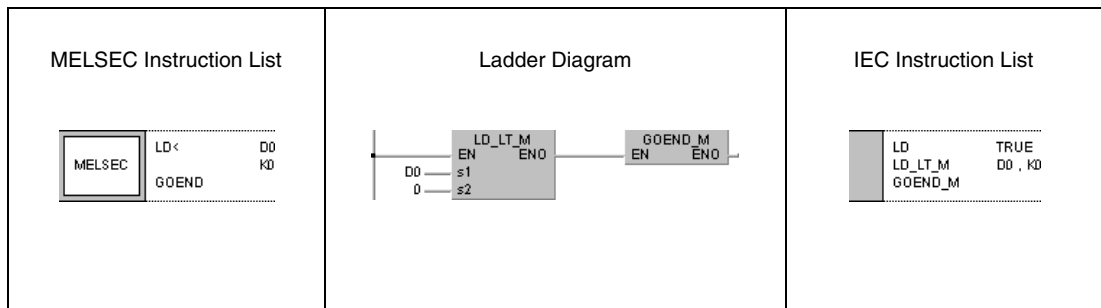 MELSEC Instruction List
MELSEC
LD< D0
K0
GOEND
Ladder Diagram
LD_LT_M
EN ENO
D0 s1
0 s2
GOEND_M
EN ENO
IEC Instruction List
LD TRUE
LD_LT_M D0 , K0
GOEND_M